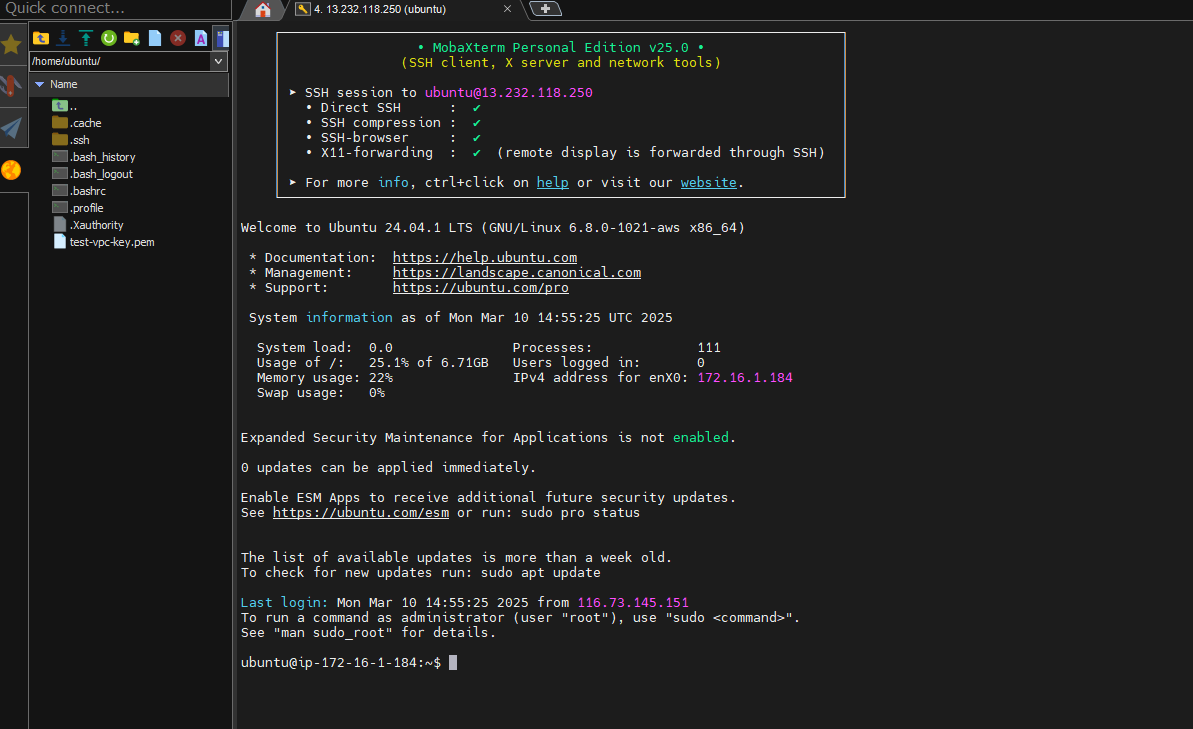 Quick connect...
4. 13.232.118.250 (ubuntu)
/home/ubuntu/
Name
..
.cache
.ssh
.bash_history
.bash_logout
.bashrc
.profile
.Xauthority
test-vpc-key.pem
• MobaXterm Personal Edition v25.0 •
(SSH client, X server and network tools)
➤ SSH session to ubuntu@13.232.118.250
• Direct SSH      :  ✔
• SSH compression :  ✔
• SSH-browser     :  ✔
• X11-forwarding  :  ✔  (remote display is forwarded through SSH)
➤ For more info, ctrl+click on help or visit our website.
Welcome to Ubuntu 24.04.1 LTS (GNU/Linux 6.8.0-1021-aws x86_64)
* Documentation:  https://help.ubuntu.com
* Management:     https://landscape.canonical.com
* Support:        https://ubuntu.com/pro
System information as of Mon Mar 10 14:55:25 UTC 2025
System load:  0.0               Processes:             111
Usage of /:   25.1% of 6.71GB   Users logged in:       0
Memory usage: 22%               IPv4 address for enX0: 172.16.1.184
Swap usage:   0%
Expanded Security Maintenance for Applications is not enabled.
0 updates can be applied immediately.
Enable ESM Apps to receive additional future security updates.
See https://ubuntu.com/esm or run: sudo pro status
The list of available updates is more than a week old.
To check for new updates run: sudo apt update
Last login: Mon Mar 10 14:55:25 2025 from 116.73.145.151
To run a command as administrator (user "root"), use "sudo <command>".
See "man sudo_root" for details.
ubuntu@ip-172-16-1-184:~$